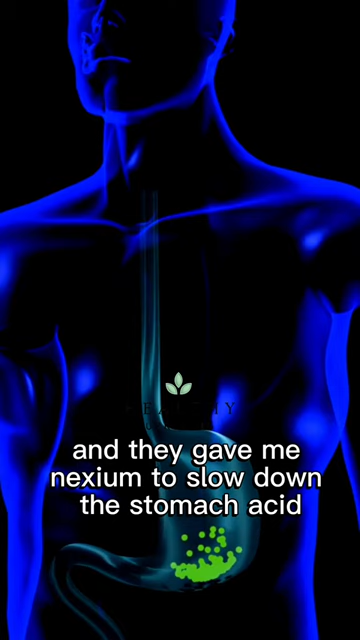 and they gave me
nexium to slow down
the stomach acid